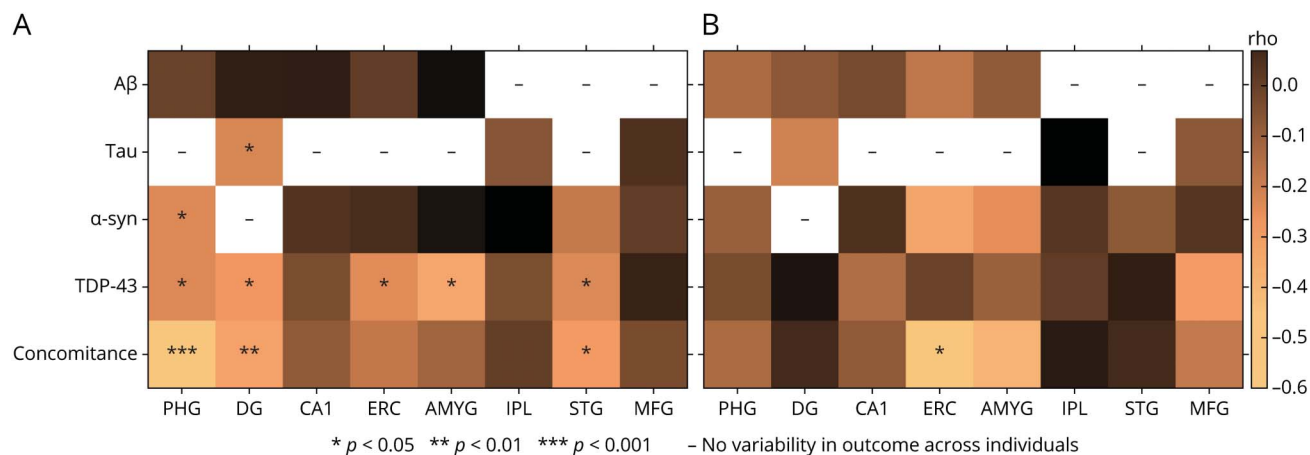 A
B
rho
Aβ – – – – – –
Tau – * – – – – – – – – –
α-syn * – –
TDP-43 * * * * *
Concomitance *** ** * *
0.0
–0.1
–0.2
–0.3
–0.4
–0.5
–0.6
PHG DG CA1 ERC AMYG IPL STG MFG PHG DG CA1 ERC AMYG IPL STG MFG
* p < 0.05 ** p < 0.01 *** p < 0.001 – No variability in outcome across individuals